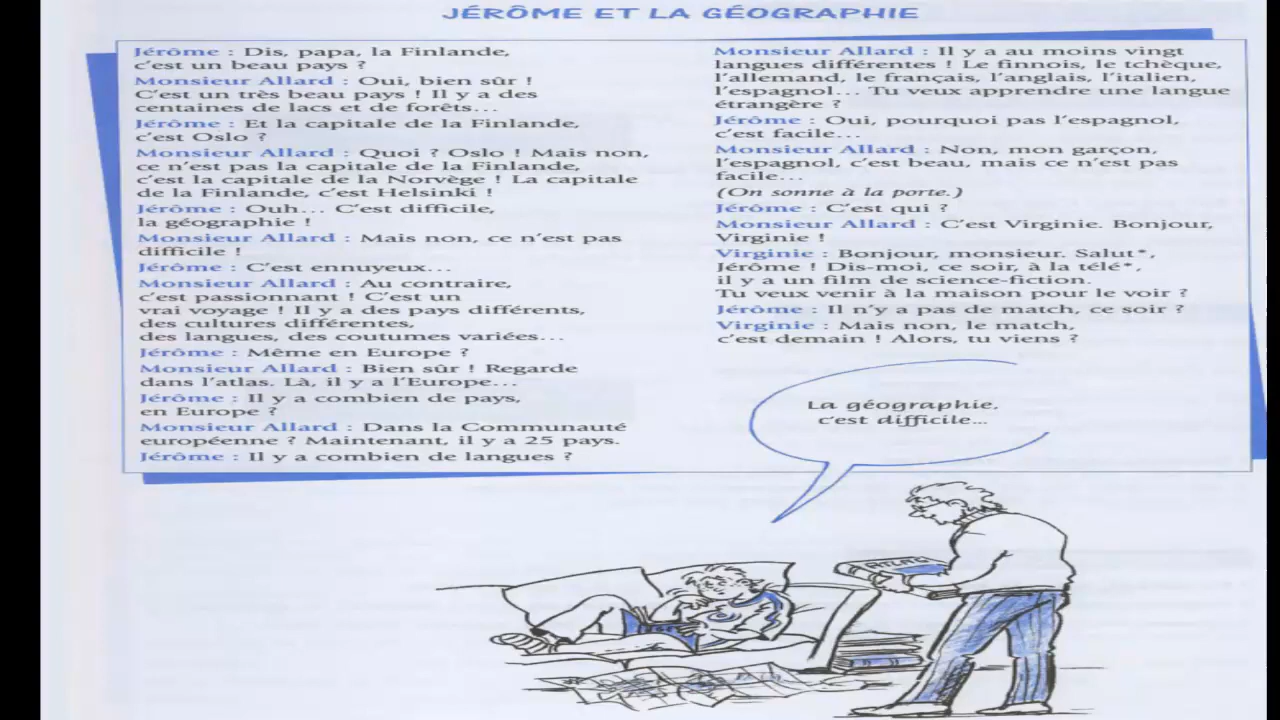 JÉRÔME ET LA GÉOGRAPHIE
Jérôme : Dis, papa, la Finlande,
c'est un beau pays ?
Monsieur Allard : Oui, bien sûr !
C'est un très beau pays ! Il y a des
centaines de lacs et de forêts...
Jérôme : Et la capitale de la Finlande,
c'est Oslo ?
Monsieur Allard : Quoi ? Oslo ! Mais non,
ce n'est pas la capitale de la Finlande,
c'est la capitale de la Norvège ! La capitale
de la Finlande, c'est Helsinki !
Jérôme : Ouh... C'est difficile,
la géographie !
Monsieur Allard : Mais non, ce n'est pas
difficile !
Jérôme : C'est ennuyeux...
Monsieur Allard : Au contraire,
c'est passionnant ! C'est un
vrai voyage ! Il y a des pays différents,
des cultures différentes,
des langues, des coutumes variées...
Jérôme : Même en Europe ?
Monsieur Allard : Bien sûr ! Regarde
dans l'atlas. Là, il y a l'Europe...
Jérôme : Il y a combien de pays,
en Europe ?
Monsieur Allard : Dans la Communauté
européenne ? Maintenant, il y a 25 pays.
Jérôme : Il y a combien de langues ?
Monsieur Allard : Il y a au moins vingt
langues différentes ! Le finnois, le tchèque,
l'allemand, le français, l'anglais, l'italien,
l'espagnol... Tu veux apprendre une langue
étrangère ?
Jérôme : Oui, pourquoi pas l'espagnol,
c'est facile...
Monsieur Allard : Non, mon garçon,
l'espagnol, c'est beau, mais ce n'est pas
facile...
(On sonne à la porte.)
Jérôme : C'est qui ?
Monsieur Allard : C'est Virginie. Bonjour,
Virginie !
Virginie : Bonjour, monsieur. Salut*,
Jérôme ! Dis-moi, ce soir, à la télé*,
il y a un film de science-fiction.
Tu veux venir à la maison pour le voir ?
Jérôme : Il n'y a pas de match, ce soir ?
Virginie : Mais non, le match,
c'est demain ! Alors, tu viens ?
La géographie,
c'est difficile...
ATLAS